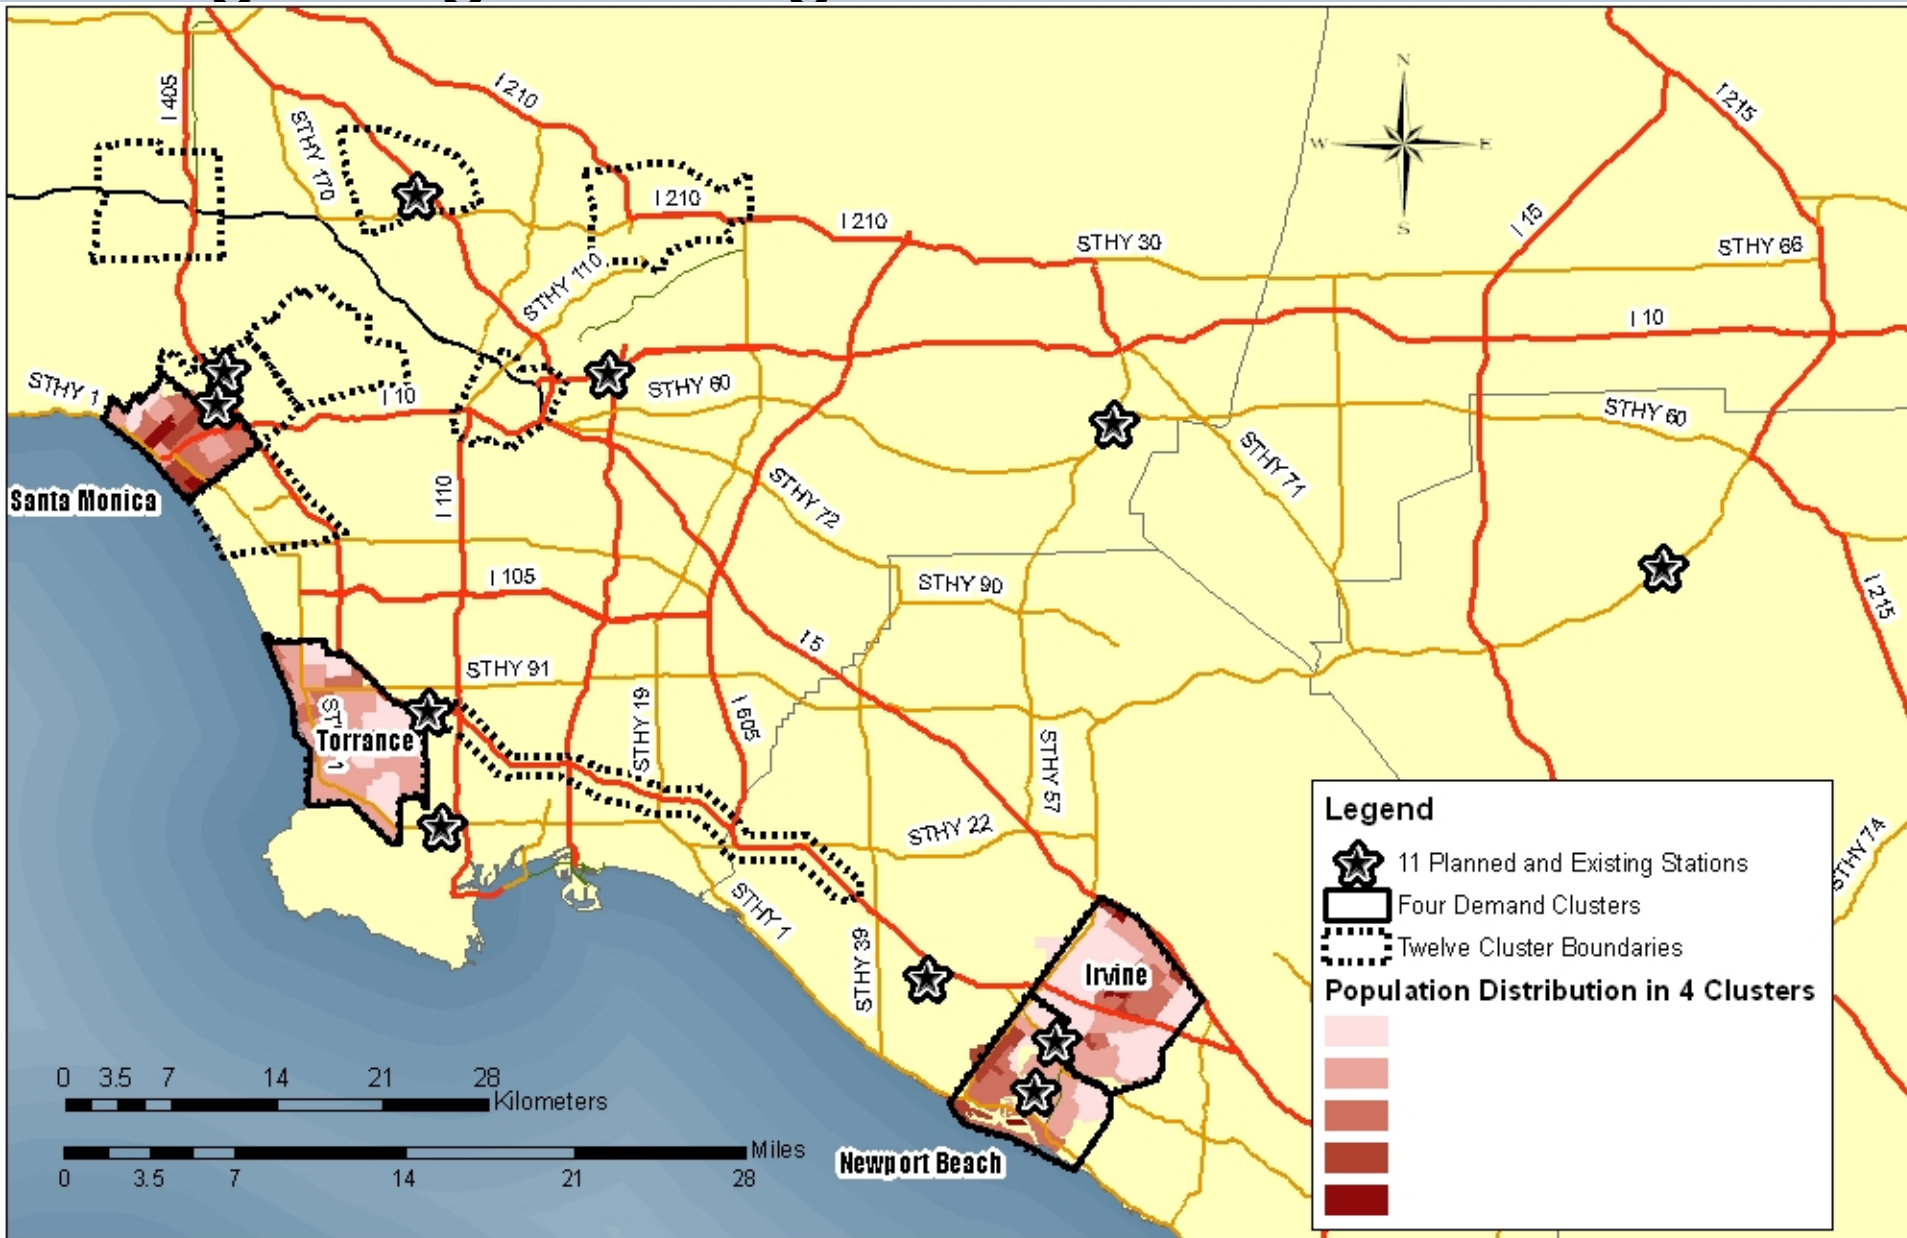 I 405
I 210
STHY 170
I 210
I 210
STHY 110
STHY 30
I 15
I 215
STHY 66
I 10
N
W
E
S
STHY 1
I 10
STHY 60
STHY 60
STHY 71
STHY 72
Santa Monica
I 110
I 105
STHY 90
I 215
I 5
STHY 91
STHY 19
I 605
Torrance
STHY 57
STHY 22
STHY 1
STHY 39
Irvine
Newport Beach
STHY 74
0 3.5 7 14 21 28
Kilometers
Miles
0 3.5 7 14 21 28
Legend
11 Planned and Existing Stations
Four Demand Clusters
Twelve Cluster Boundaries
Population Distribution in 4 Clusters